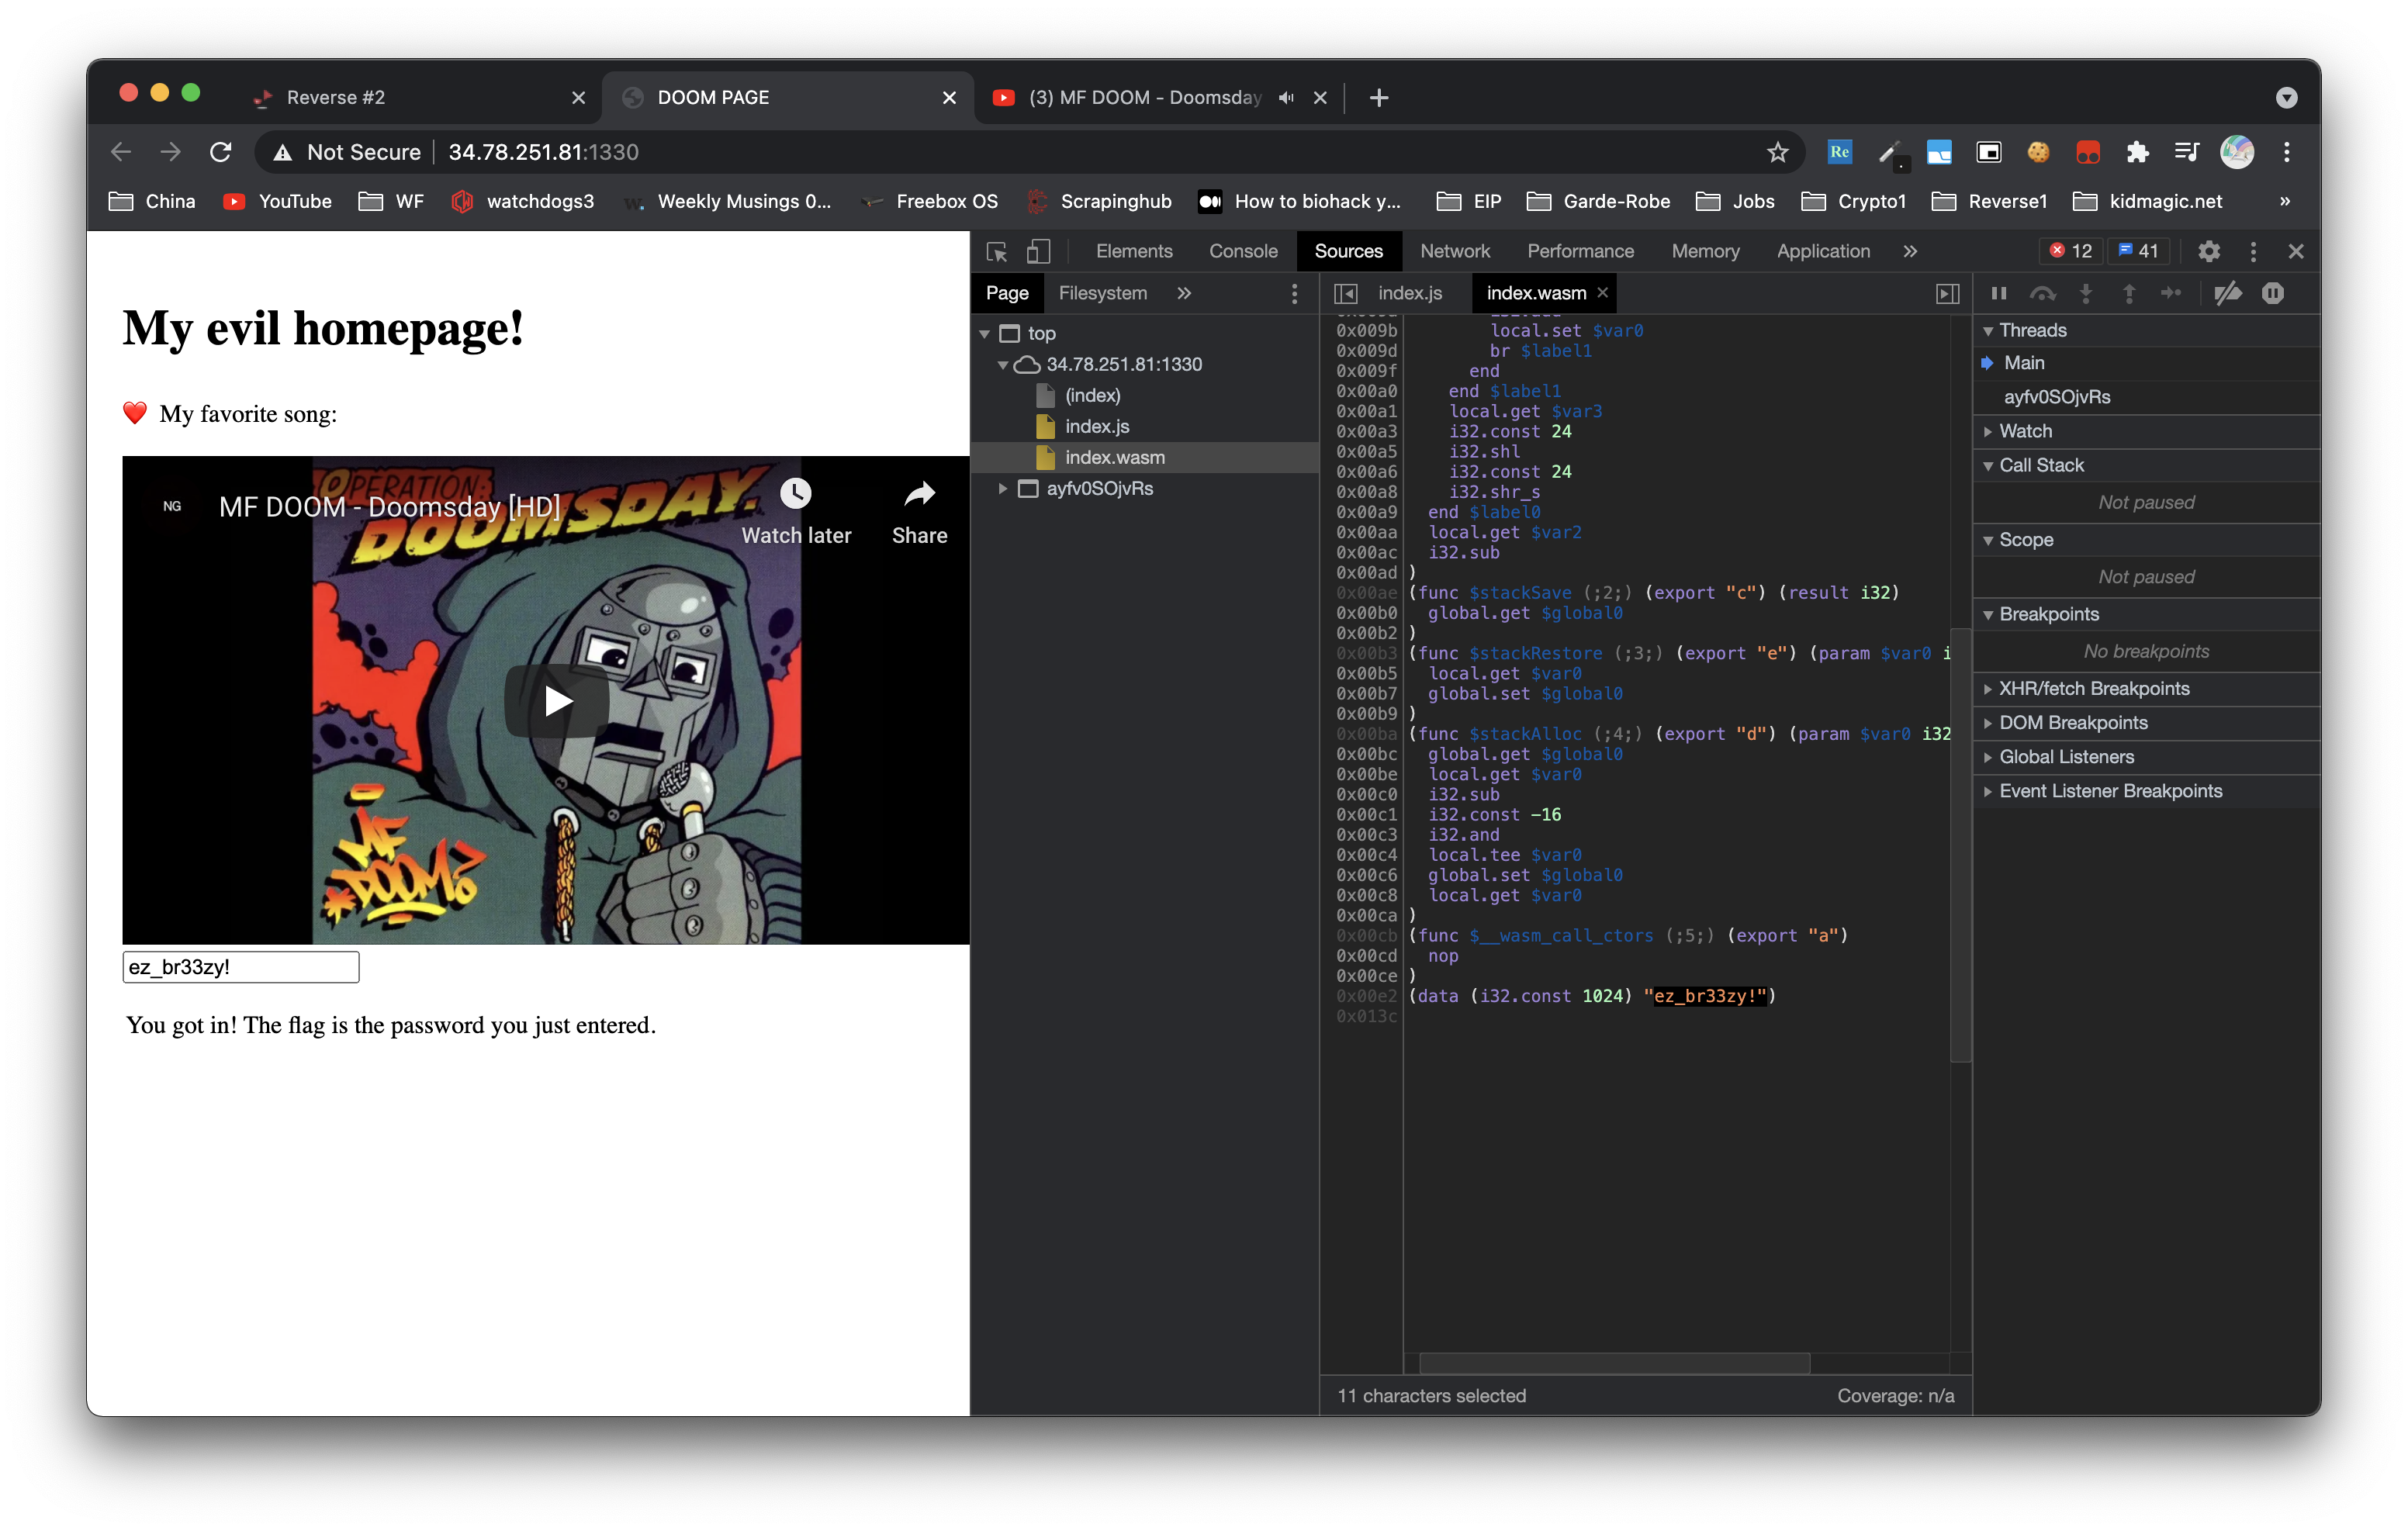 Reverse #2
DOOM PAGE
(3) MF DOOM - Doomsday
Not Secure
34.78.251.81:1330
Re
China
YouTube
WF
watchdogs3
Weekly Musings 0...
Freebox OS
Scrapinghub
How to biohack y...
EIP
Garde-Robe
Jobs
Crypto1
Reverse1
kidmagic.net
»
My evil homepage!
❤️ My favorite song:
OPERATION:
DOOMSDAY.
NG
MF DOOM - Doomsday [HD]
Watch later
Share
MF
DOOM?
ez_br33zy!
You got in! The flag is the password you just entered.
Elements
Console
Sources
Network
Performance
Memory
Application
»
12
41
Page
Filesystem
»
top
34.78.251.81:1330
(index)
index.js
index.wasm
ayfv0SOjvRs
index.js
index.wasm
0x009b local.set $var0
0x009d br $label1
0x009f end
0x00a0 end $label1
0x00a1 local.get $var3
0x00a3 i32.const 24
0x00a5 i32.shl
0x00a6 i32.const 24
0x00a8 i32.shr_s
0x00a9 end $label0
0x00aa local.get $var2
0x00ac i32.sub
0x00ad )
0x00ae (func $stackSave (;2;) (export "c") (result i32)
0x00b0 global.get $global0
0x00b2 )
0x00b3 (func $stackRestore (;3;) (export "e") (param $var0 i
0x00b5 local.get $var0
0x00b7 global.set $global0
0x00b9 )
0x00ba (func $stackAlloc (;4;) (export "d") (param $var0 i32
0x00bc global.get $global0
0x00be local.get $var0
0x00c0 i32.sub
0x00c1 i32.const -16
0x00c3 i32.and
0x00c4 local.tee $var0
0x00c6 global.set $global0
0x00c8 local.get $var0
0x00ca )
0x00cb (func $__wasm_call_ctors (;5;) (export "a")
0x00cd nop
0x00ce )
0x00e2 (data (i32.const 1024) "ez_br33zy!")
0x013c
11 characters selected
Coverage: n/a
Threads
Main
ayfv0SOjvRs
Watch
Call Stack
Not paused
Scope
Not paused
Breakpoints
No breakpoints
XHR/fetch Breakpoints
DOM Breakpoints
Global Listeners
Event Listener Breakpoints